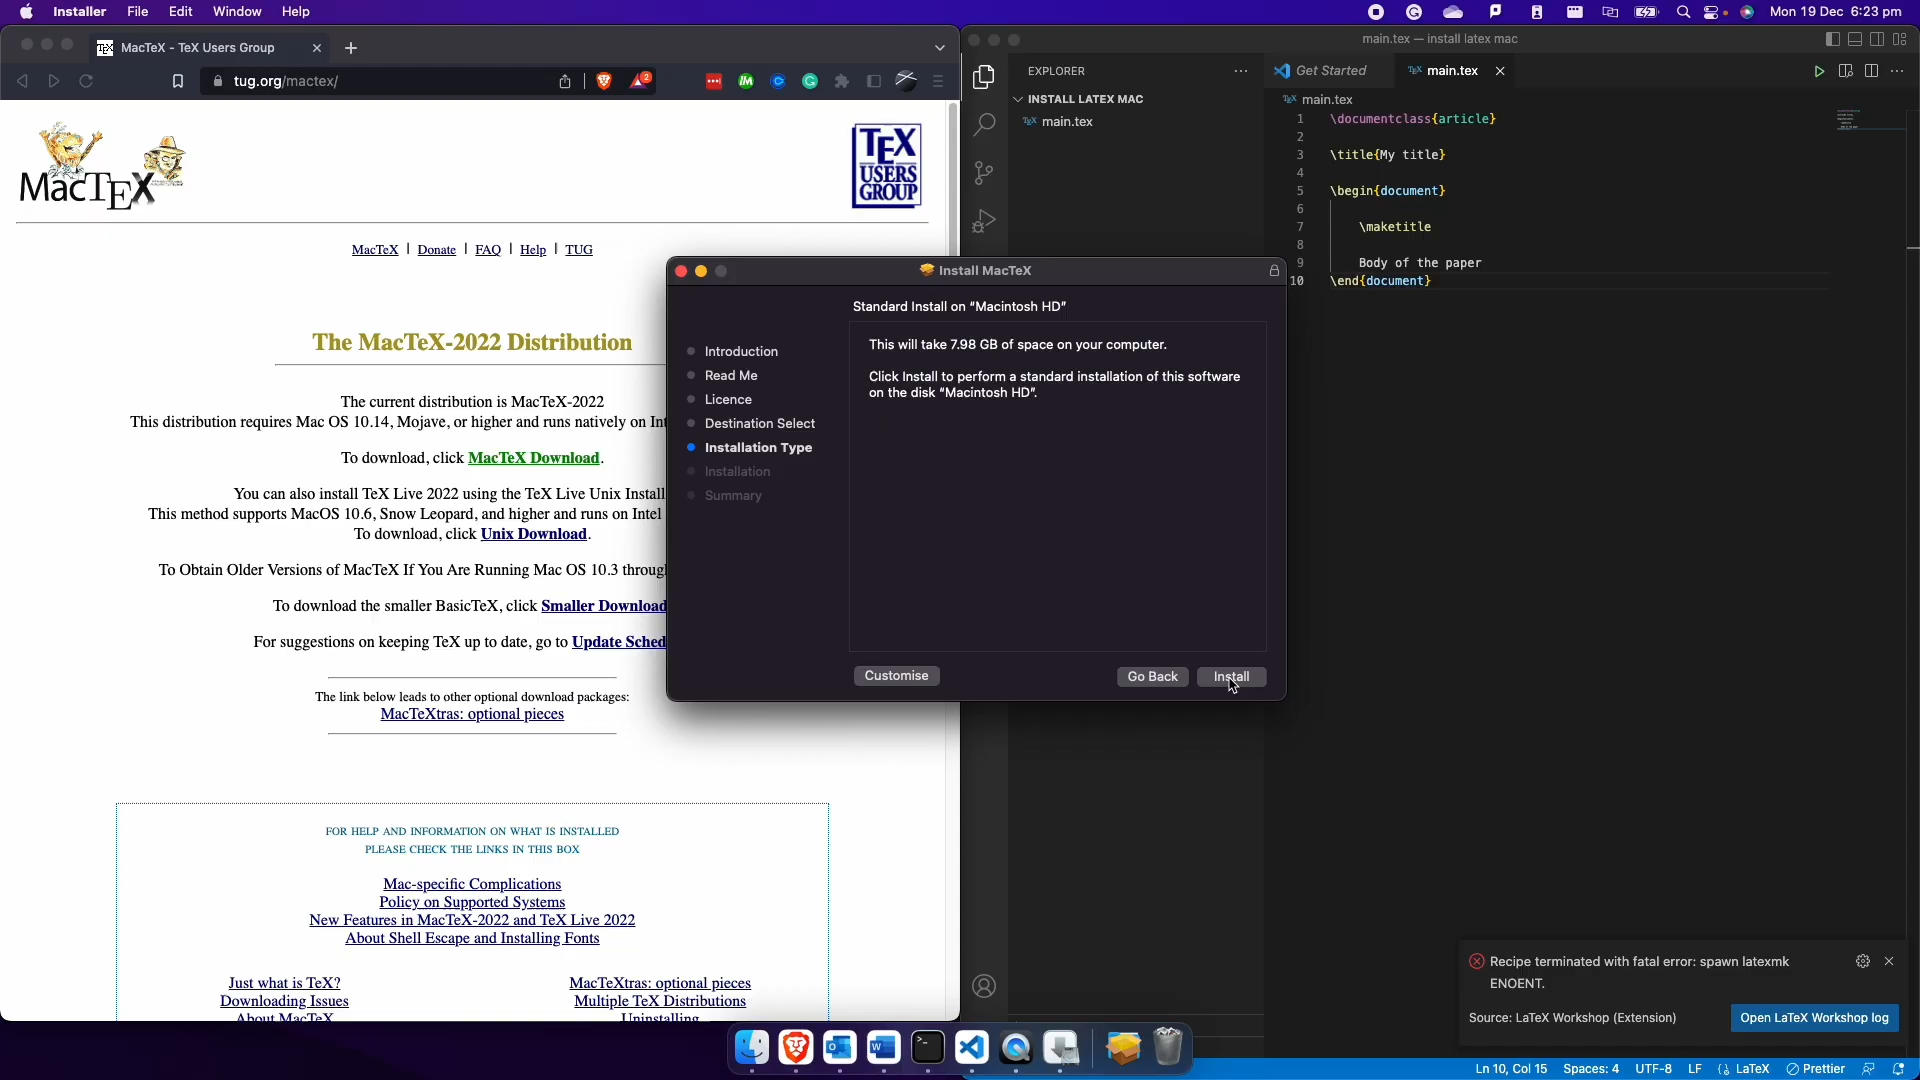 Installer File Edit Window Help
Mon 19 Dec 6:23 pm
MacTeX - TeX Users Group
tug.org/mactex/
2
MacTeX
TEX
USERS
GROUP
MacTeX | Donate | FAQ | Help | TUG
The MacTeX-2022 Distribution
The current distribution is MacTeX-2022
This distribution requires Mac OS 10.14, Mojave, or higher and runs natively on
To download, click MacTeX Download.
You can also install TeX Live 2022 using the TeX Live Unix Install
This method supports MacOS 10.6, Snow Leopard, and higher and runs on Intel
To download, click Unix Download.
To Obtain Older Versions of MacTeX If You Are Running Mac OS 10.3 throug
To download the smaller BasicTeX, click Smaller Download
For suggestions on keeping TeX up to date, go to Update Sched
The link below leads to other optional download packages:
MacTeXtras: optional pieces
FOR HELP AND INFORMATION ON WHAT IS INSTALLED
PLEASE CHECK THE LINKS IN THIS BOX
Mac-specific Complications
Policy on Supported Systems
New Features in MacTeX-2022 and TeX Live 2022
About Shell Escape and Installing Fonts
Just what is TeX?
Downloading Issues
About MacTeX
MacTeXtras: optional pieces
Multiple TeX Distributions
Uninstalling
Install MacTeX
Standard Install on “Macintosh HD”
Introduction
Read Me
Licence
Destination Select
Installation Type
Installation
Summary
This will take 7.98 GB of space on your computer.
Click Install to perform a standard installation of this software
on the disk “Macintosh HD”.
Customise
Go Back
Install
main.tex — install latex mac
EXPLORER
INSTALL LATEX MAC
main.tex
Get Started
main.tex
main.tex
1 \documentclass{article}
2
3 \title{My title}
4
5 \begin{document}
6
7 \maketitle
8
9 Body of the paper
10 \end{document}
Recipe terminated with fatal error: spawn latexmk
ENOENT.
Source: LaTeX Workshop (Extension)
Open LaTeX Workshop log
Ln 10, Col 15 Spaces: 4 UTF-8 LF LaTeX Prettier